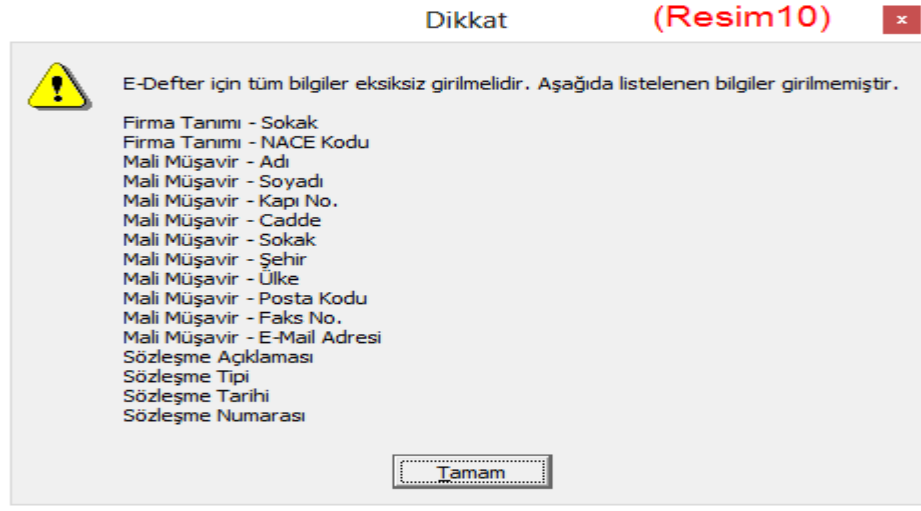 Dikkat
(Resim10)
x
E-Defter için tüm bilgiler eksiksiz girilmelidir. Aşağıda listelenen bilgiler girilmemiştir.
Firma Tanımı - Sokak
Firma Tanımı - NACE Kodu
Mali Müşavir - Adı
Mali Müşavir - Soyadı
Mali Müşavir - Kapı No.
Mali Müşavir - Cadde
Mali Müşavir - Sokak
Mali Müşavir - Şehir
Mali Müşavir - Ülke
Mali Müşavir - Posta Kodu
Mali Müşavir - Faks No.
Mali Müşavir - E-Mail Adresi
Sözleşme Açıklaması
Sözleşme Tipi
Sözleşme Tarihi
Sözleşme Numarası
Tamam